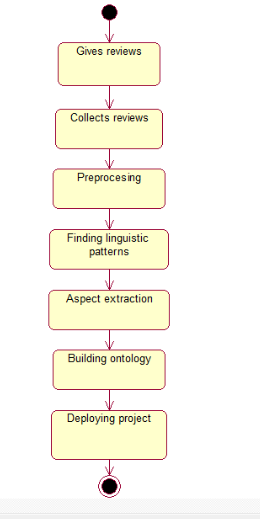 Gives reviews
Collects reviews
Preprocesing
Finding linguistic
patterns
Aspect extraction
Building ontology
Deploying project